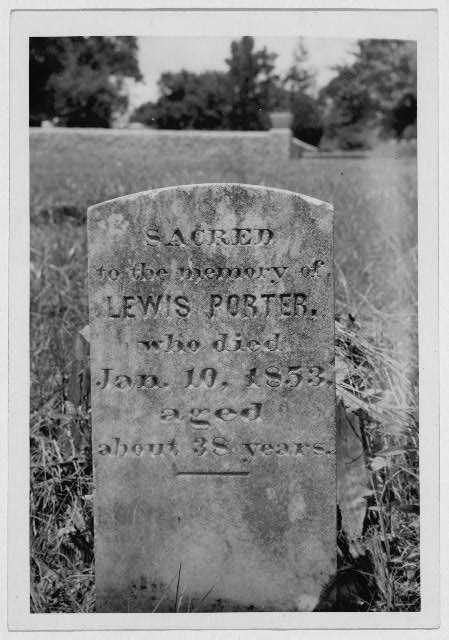 SACRED
to the memory of
LEWIS PORTER,
who died
Jan. 10, 1853,
aged
about 38 years.